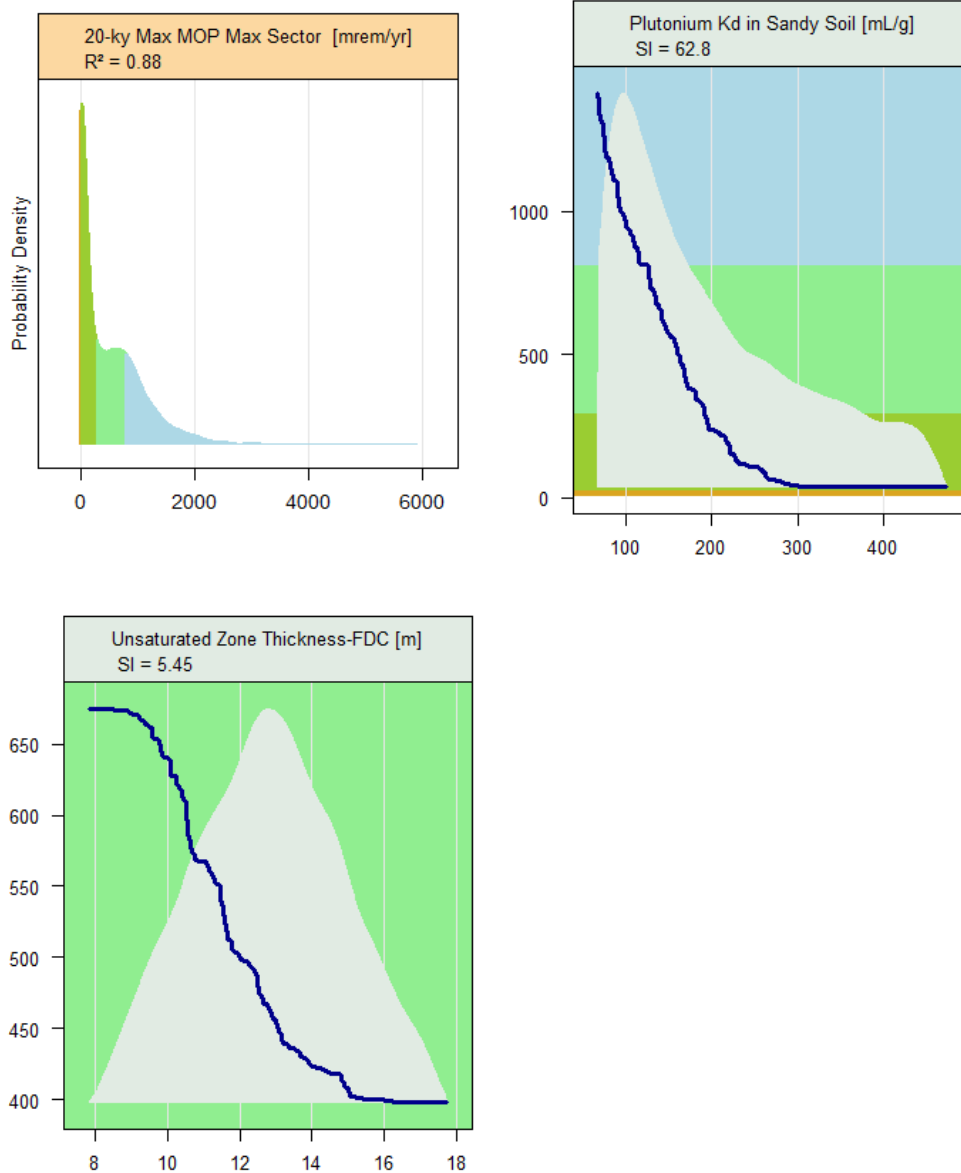 20-ky Max MOP Max Sector [mrem/yr]
R² = 0.88
Probability Density
0 2000 4000 6000
Plutonium Kd in Sandy Soil [mL/g]
SI = 62.8
1000
500
0
100 200 300 400
Unsaturated Zone Thickness-FDC [m]
SI = 5.45
650
600
550
500
450
400
8 10 12 14 16 18